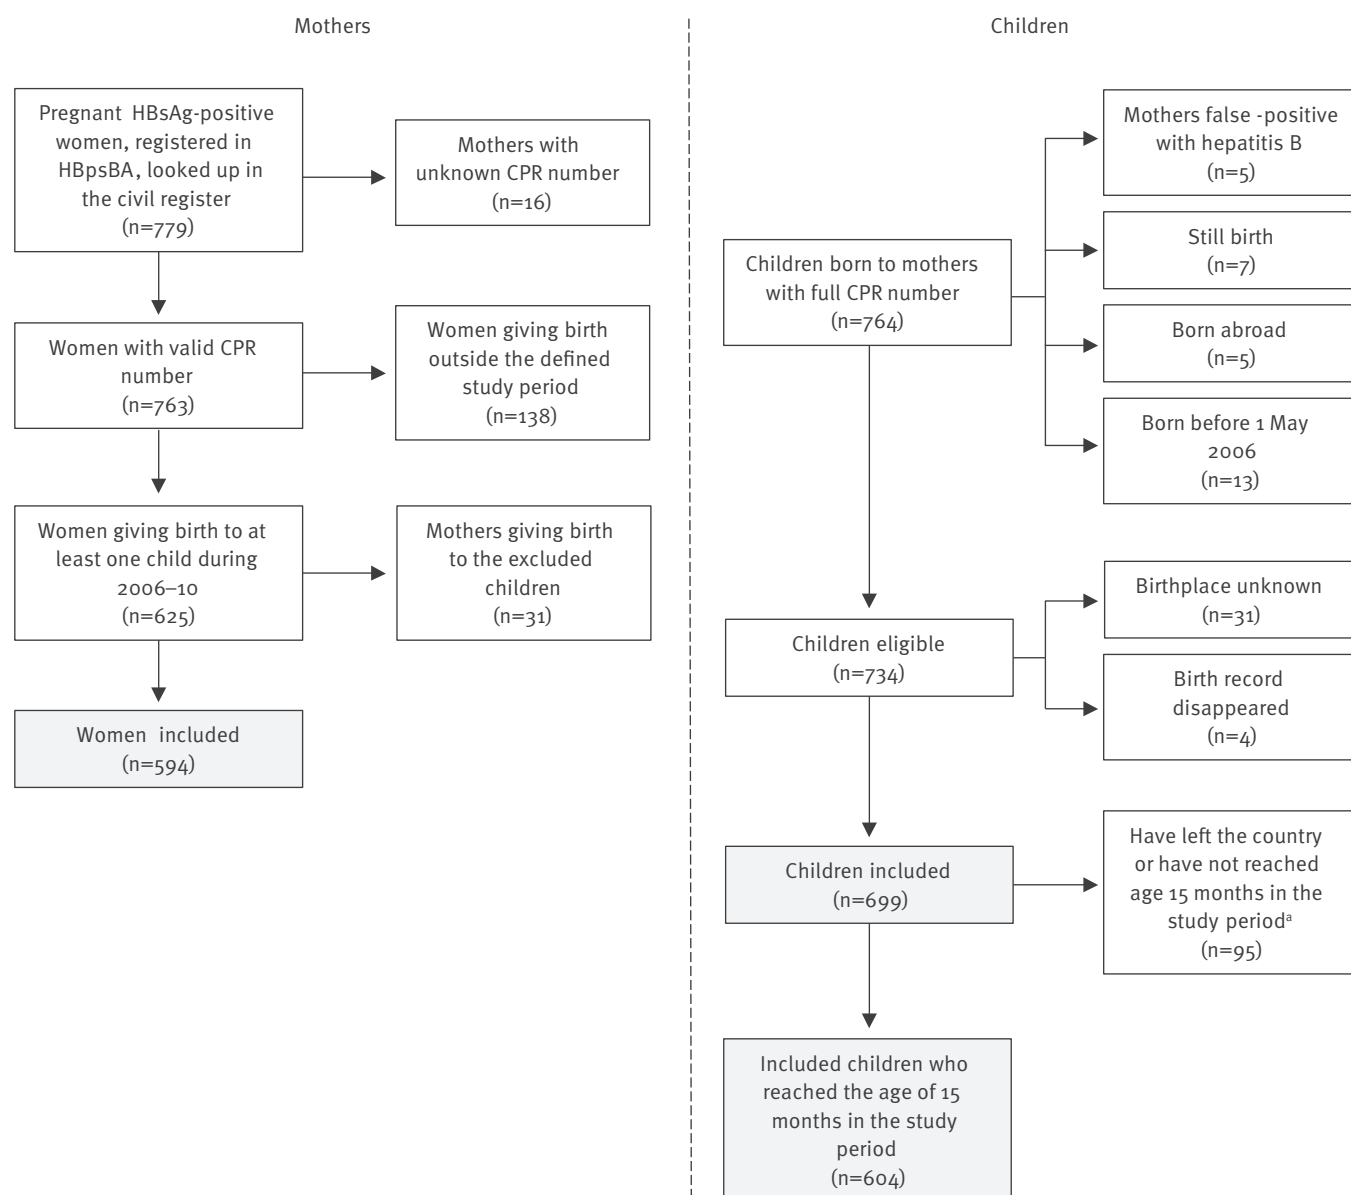 Mothers
Pregnant HBsAg-positive
women, registered in
HBpsBA, looked up in
the civil register
(n=779)
Mothers with
unknown CPR number
(n=16)
Women with valid CPR
number
(n=763)
Women giving birth
outside the defined
study period
(n=138)
Women giving birth to at
least one child during
2006–10
(n=625)
Mothers giving birth
to the excluded
children
(n=31)
Women included
(n=594)
Children
Children born to mothers
with full CPR number
(n=764)
Mothers false -positive
with hepatitis B
(n=5)
Still birth
(n=7)
Born abroad
(n=5)
Born before 1 May
2006
(n=13)
Children eligible
(n=734)
Birthplace unknown
(n=31)
Birth record
disappeared
(n=4)
Children included
(n=699)
Have left the country
or have not reached
age 15 months in the
study periodᵃ
(n=95)
Included children who
reached the age of 15
months in the study
period
(n=604)